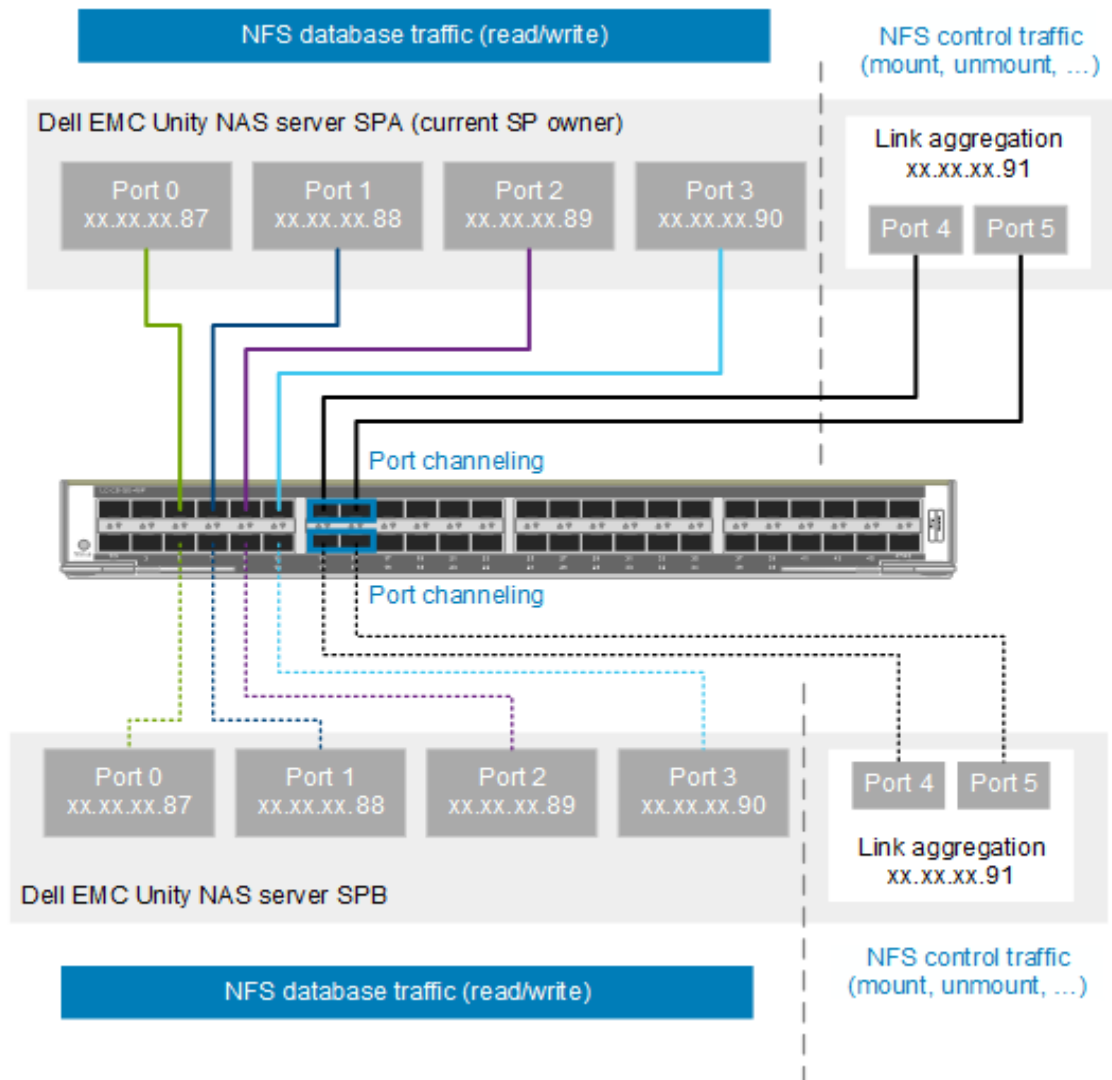 NFS database traffic (read/write)
NFS control traffic
(mount, unmount, ...)
Dell EMC Unity NAS server SPA (current SP owner)
Link aggregation
xx.xx.xx.91
Port 0
xx.xx.xx.87
Port 1
xx.xx.xx.88
Port 2
xx.xx.xx.89
Port 3
xx.xx.xx.90
Port 4
Port 5
Port channeling
Port channeling
Port 0
xx.xx.xx.87
Port 1
xx.xx.xx.88
Port 2
xx.xx.xx.89
Port 3
xx.xx.xx.90
Port 4
Port 5
Link aggregation
xx.xx.xx.91
Dell EMC Unity NAS server SPB
NFS database traffic (read/write)
NFS control traffic
(mount, unmount, ...)